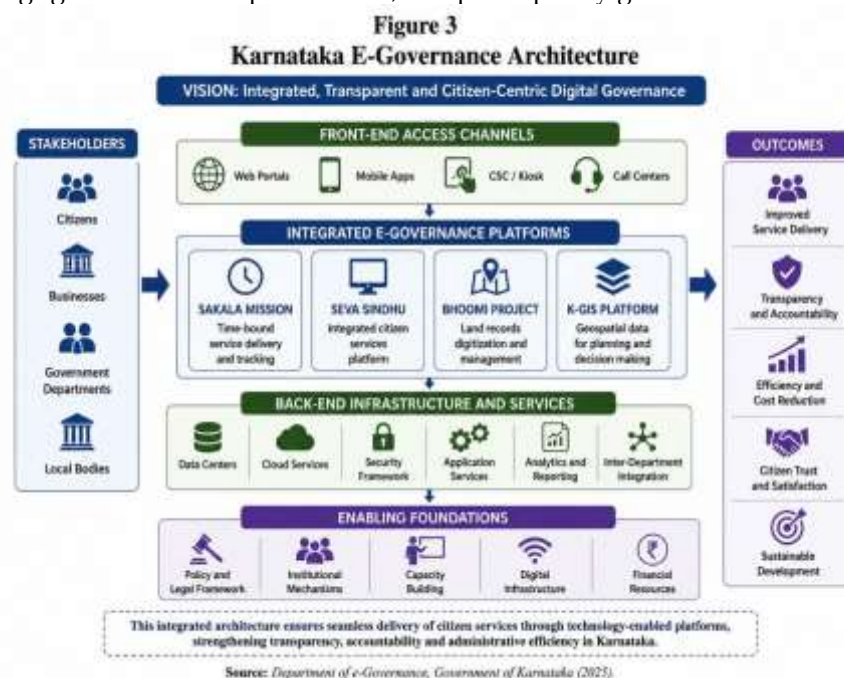 Figure 3
Karnataka E-Governance Architecture
VISION: Integrated, Transparent and Citizen-Centric Digital Governance
STAKEHOLDERS
Citizens
Businesses
Government
Departments
Local Bodies
FRONT-END ACCESS CHANNELS
Web Portals
Mobile Apps
CSC / Kiosk
Call Centers
INTEGRATED E-GOVERNANCE PLATFORMS
SAKALA MISSION
Time-bound
service delivery
and tracking
SEVA SINDHU
Integrated citizen
services
platform
BHOOMI PROJECT
Land records
digitization and
management
K-GIS PLATFORM
Geospatial data
for planning and
decision making
BACK-END INFRASTRUCTURE AND SERVICES
Data Centers
Cloud Services
Security
Framework
Application
Services
Analytics and
Reporting
Inter-Department
Integration
ENABLING FOUNDATIONS
Policy and
Legal Framework
Institutional
Mechanisms
Capacity
Building
Digital
Infrastructure
₹
Financial
Resources
OUTCOMES
Improved
Service Delivery
Transparency
and Accountability
Efficiency and
Cost Reduction
Citizen Trust
and Satisfaction
Sustainable
Development
This integrated architecture ensures seamless delivery of citizen services through technology-enabled platforms,
strengthening transparency, accountability and administrative efficiency in Karnataka.
Source: Department of e-Governance, Government of Karnataka (2025).